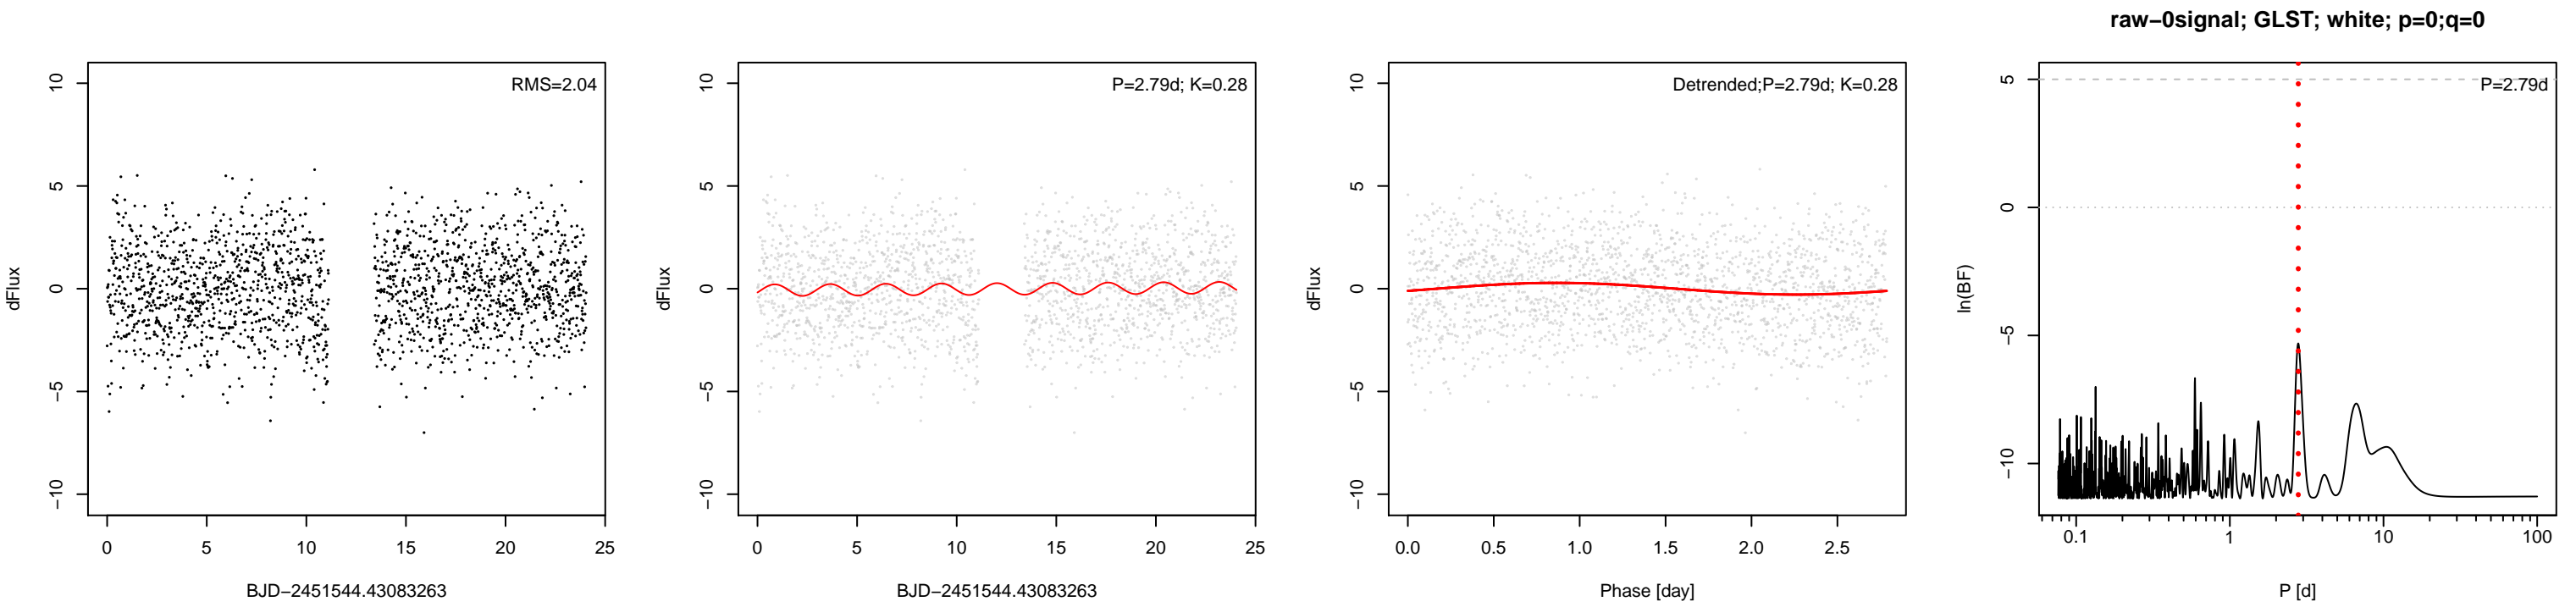 raw−0signal; GLST; white; p=0;q=0
RMS=2.04
10
5
0
−5
−10
dFlux
0 5 10 15 20 25
BJD−2451544.43083263
P=2.79d; K=0.28
10
5
0
−5
−10
dFlux
0 5 10 15 20 25
BJD−2451544.43083263
Detrended;P=2.79d; K=0.28
10
5
0
−5
−10
dFlux
0.0 0.5 1.0 1.5 2.0 2.5
Phase [day]
P=2.79d
5
0
−5
−10
ln(BF)
0.1 1 10 100
P [d]